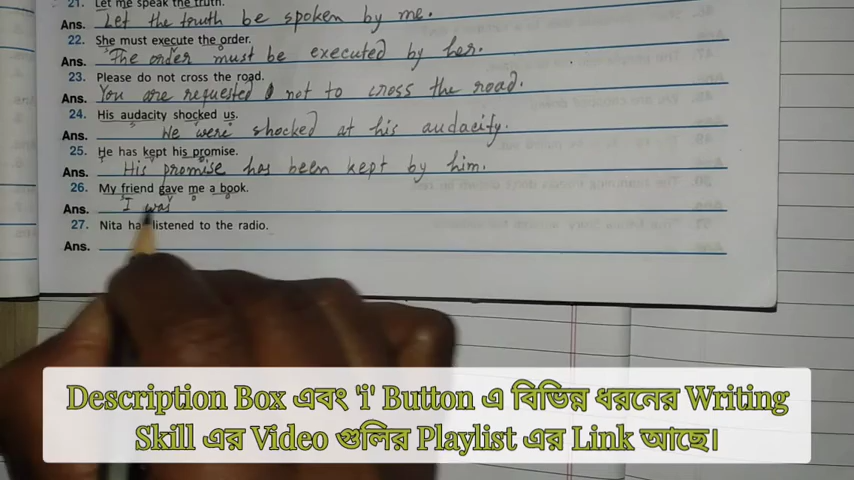 21. Let me speak the truth.
Ans. Let the truth be spoken by me.
22. She must execute the order.
Ans. The order must be executed by her.
23. Please do not cross the road.
Ans. You are requested not to cross the road.
24. His audacity shocked us.
Ans. We were shocked at his audacity.
25. He has kept his promise.
Ans. His promise has been kept by him.
26. My friend gave me a book.
Ans. I was
27. Nita has listened to the radio.
Ans.
Description Box এবং 'i' Button এ বিভিন্ন ধরনের Writing
Skill এর Video গুলির Playlist এর Link আছে।